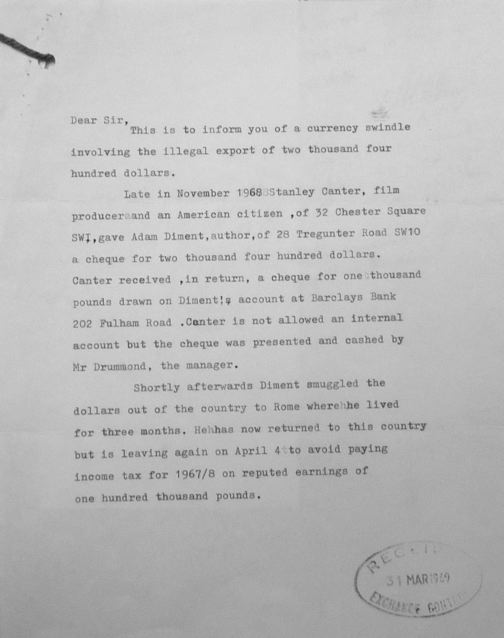 Dear Sir,
This is to inform you of a currency swindle
involving the illegal export of two thousand four
hundred dollars.
Late in November 1968 Stanley Canter, film
producer and an American citizen ,of 32 Chester Square
SW1,gave Adam Diment,author,of 28 Tregunter Road SW10
a cheque for two thousand four hundred dollars.
Canter received ,in return, a cheque for one thousand
pounds drawn on Diment's account at Barclays Bank
202 Fulham Road .Canter is not allowed an internal
account but the cheque was presented and cashed by
Mr Drummond, the manager.
Shortly afterwards Diment smuggled the
dollars out of the country to Rome where he lived
for three months. He has now returned to this country
but is leaving again on April 4 to avoid paying
income tax for 1967/8 on reputed earnings of
one hundred thousand pounds.
31 MAR 1969
EXCHANGE